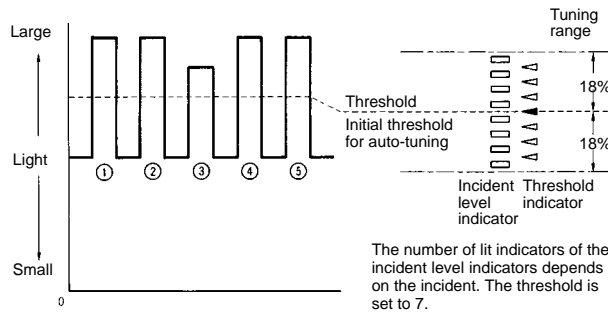 Large
Light
Small
0
① ② ③ ④ ⑤
Threshold
Initial threshold
for auto-tuning
Tuning
range
18%
18%
Incident
level
indicator
Threshold
indicator
The number of lit indicators of the
incident level indicators depends
on the incident. The threshold is
set to 7.